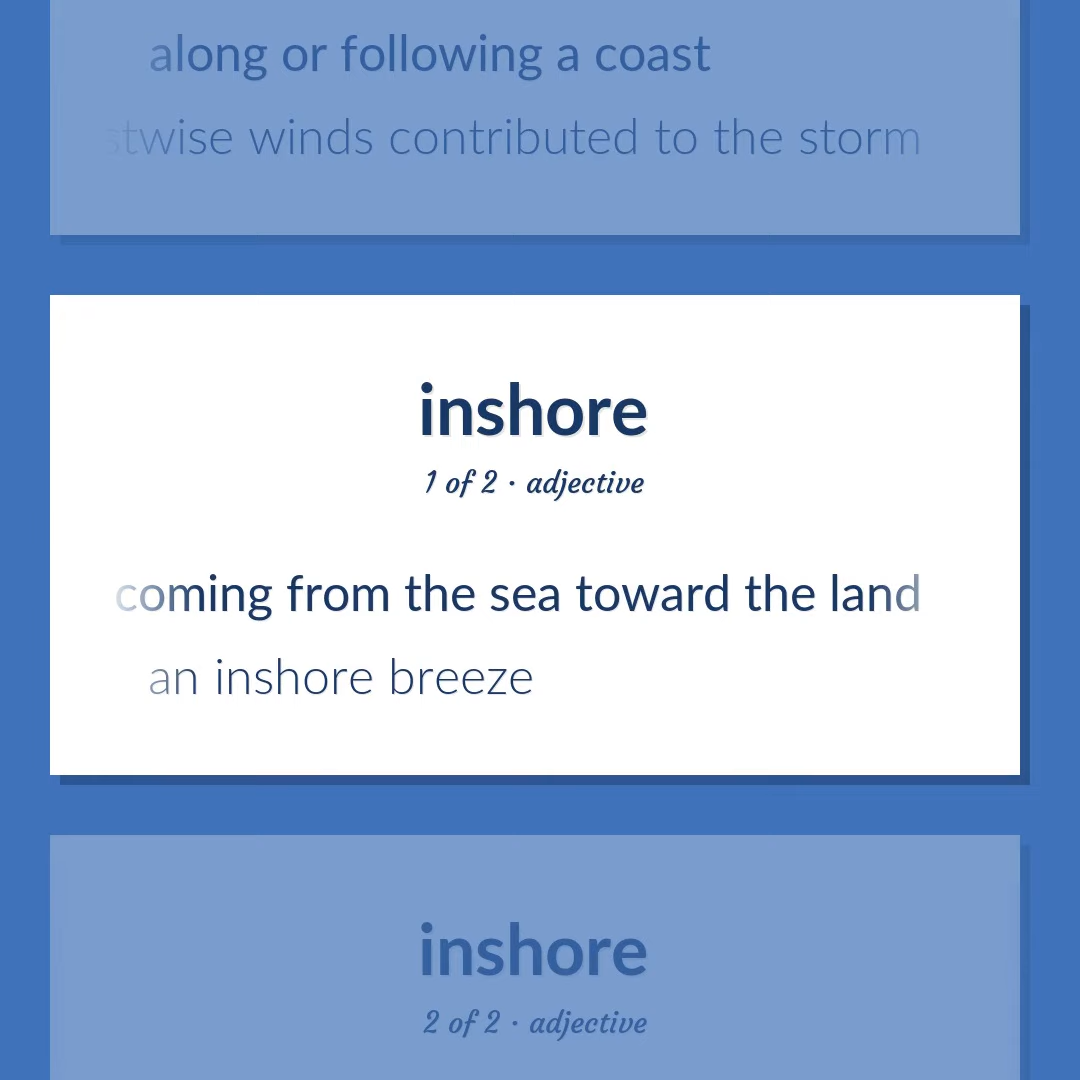 along or following a coast
stwise winds contributed to the storm
inshore
1 of 2 · adjective
coming from the sea toward the land
an inshore breeze
inshore
2 of 2 · adjective